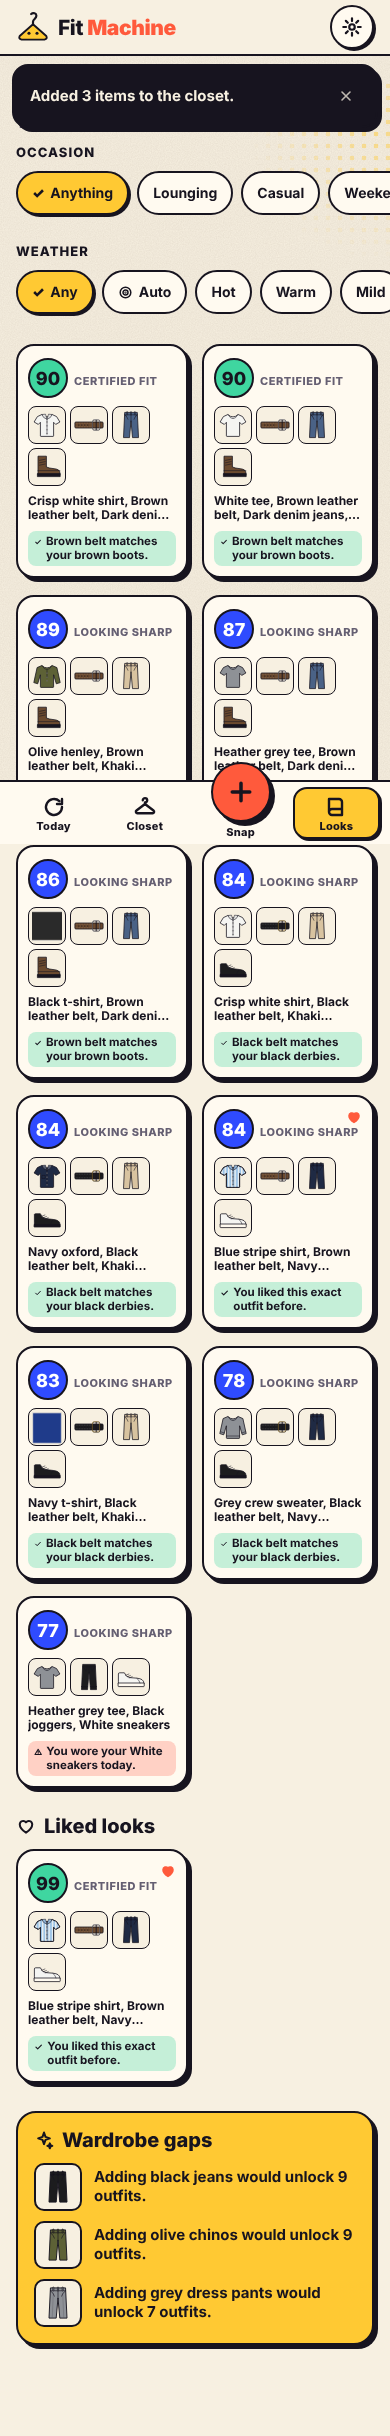 Fit Machine
Added 3 items to the closet.
OCCASION
Anything
Lounging
Casual
Weeke
WEATHER
Any
Auto
Hot
Warm
Mild
90 CERTIFIED FIT
Crisp white shirt, Brown
leather belt, Dark deni...
Brown belt matches
your brown boots.
90 CERTIFIED FIT
White tee, Brown leather
belt, Dark denim jeans,...
Brown belt matches
your brown boots.
89 LOOKING SHARP
Olive henley, Brown
leather belt, Khaki...
87 LOOKING SHARP
Heather grey tee, Brown
leather belt, Dark denim...
Today
Closet
Snap
Looks
86 LOOKING SHARP
Black t-shirt, Brown
leather belt, Dark deni...
Brown belt matches
your brown boots.
84 LOOKING SHARP
Crisp white shirt, Black
leather belt, Khaki...
Black belt matches
your black derbies.
84 LOOKING SHARP
Navy oxford, Black
leather belt, Khaki...
Black belt matches
your black derbies.
84 LOOKING SHARP
Blue stripe shirt, Brown
leather belt, Navy...
You liked this exact
outfit before.
83 LOOKING SHARP
Navy t-shirt, Black
leather belt, Khaki...
Black belt matches
your black derbies.
78 LOOKING SHARP
Grey crew sweater, Black
leather belt, Navy...
Black belt matches
your black derbies.
77 LOOKING SHARP
Heather grey tee, Black
joggers, White sneakers
You wore your White
sneakers today.
Liked looks
99 CERTIFIED FIT
Blue stripe shirt, Brown
leather belt, Navy...
You liked this exact
outfit before.
Wardrobe gaps
Adding black jeans would unlock 9
outfits.
Adding olive chinos would unlock 9
outfits.
Adding grey dress pants would
unlock 7 outfits.